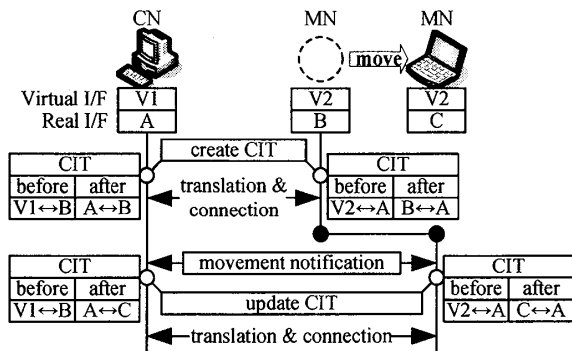 CN MN MN
move
Virtual I/F V1 V2 V2
Real I/F A B C
create CIT
CIT CIT
before after before after
V1↔B A↔B V2↔A B↔A
translation &
connection
movement notification
CIT CIT
before after before after
V1↔B A↔C V2↔A C↔A
update CIT
translation & connection